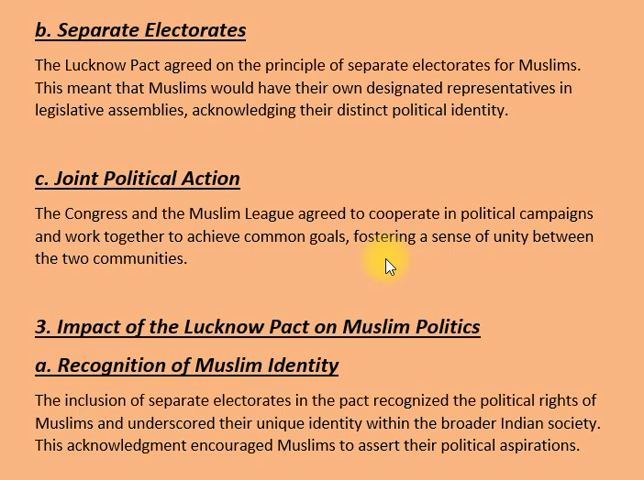 b. Separate Electorates
The Lucknow Pact agreed on the principle of separate electorates for Muslims.
This meant that Muslims would have their own designated representatives in
legislative assemblies, acknowledging their distinct political identity.
c. Joint Political Action
The Congress and the Muslim League agreed to cooperate in political campaigns
and work together to achieve common goals, fostering a sense of unity between
the two communities.
3. Impact of the Lucknow Pact on Muslim Politics
a. Recognition of Muslim Identity
The inclusion of separate electorates in the pact recognized the political rights of
Muslims and underscored their unique identity within the broader Indian society.
This acknowledgment encouraged Muslims to assert their political aspirations.